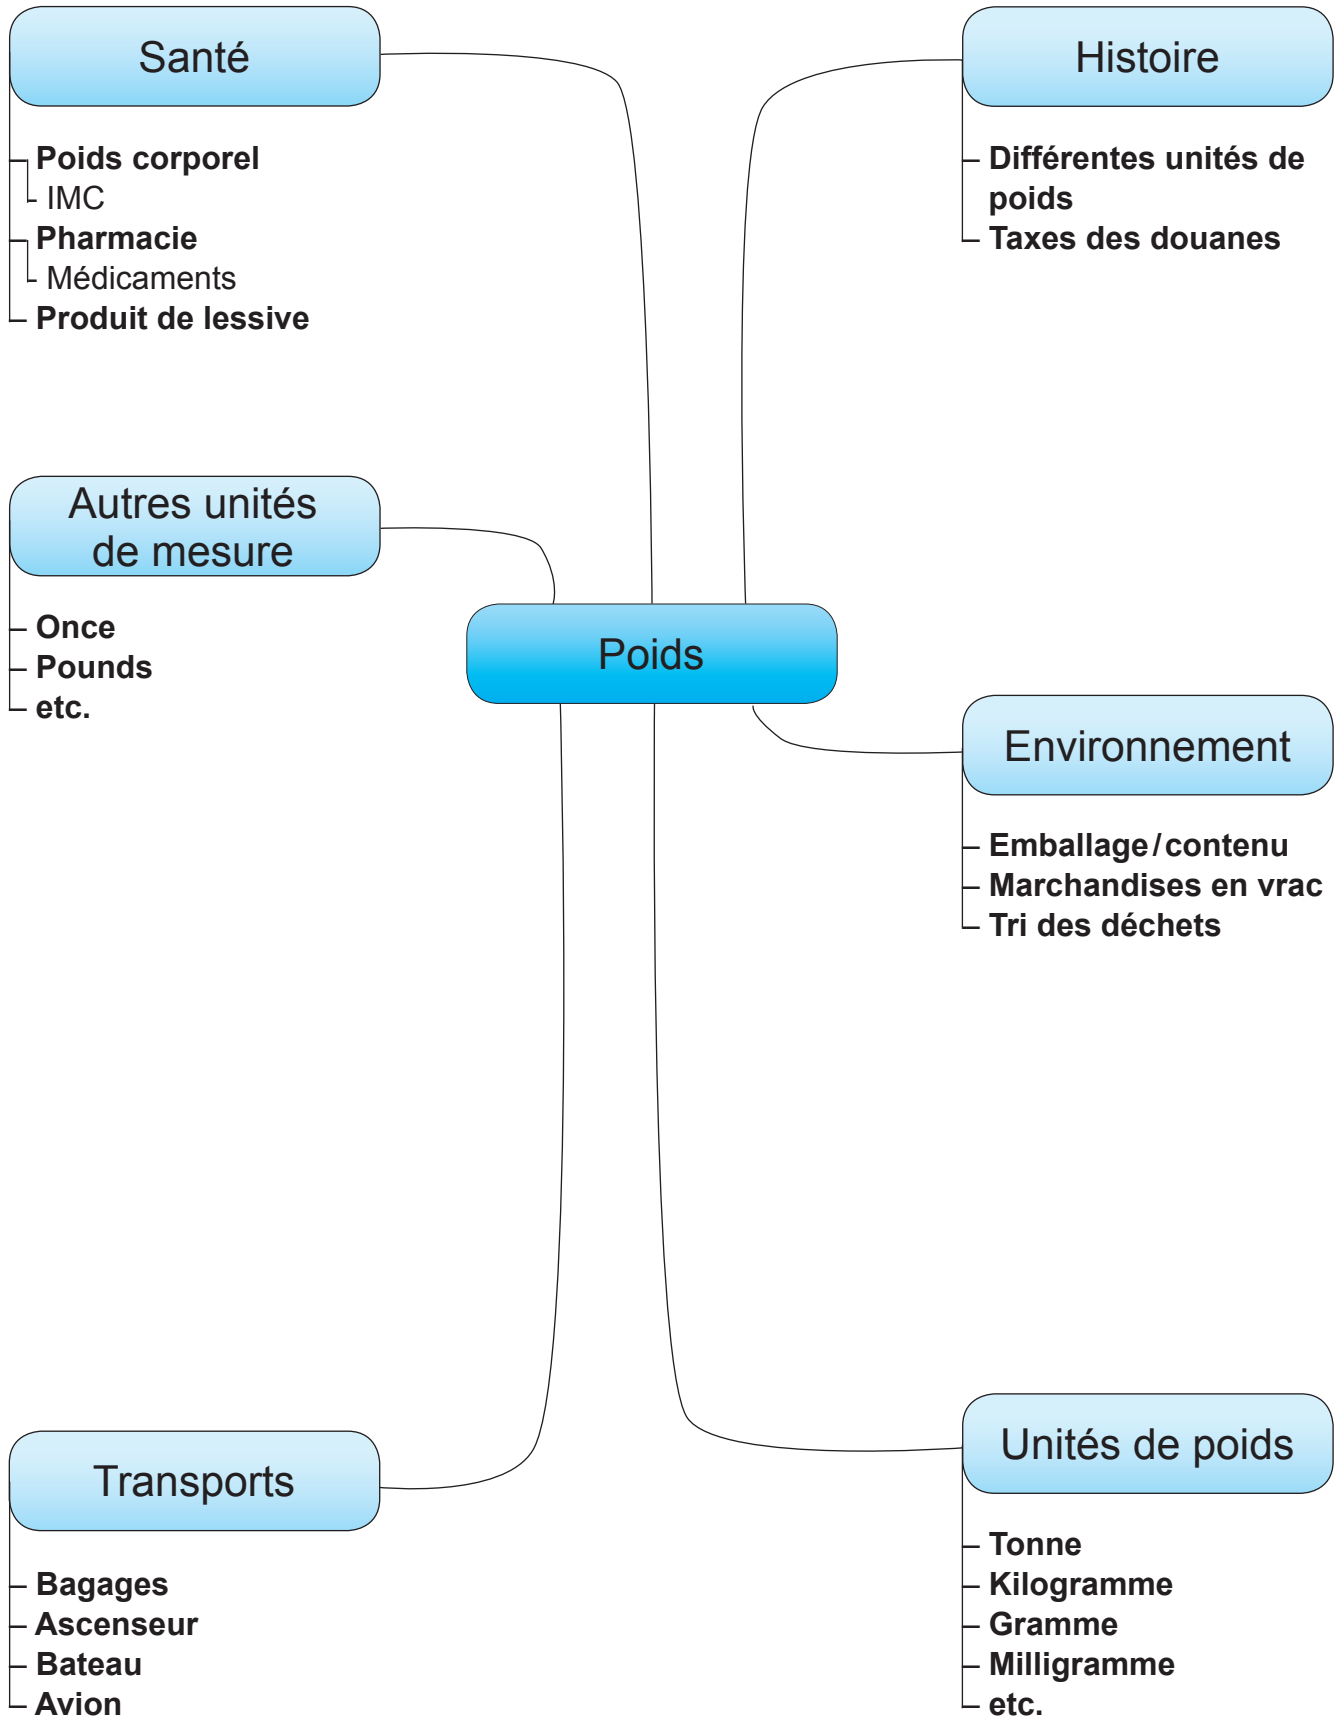 Santé
– Poids corporel
- IMC
– Pharmacie
- Médicaments
– Produit de lessive
Histoire
– Différentes unités de
poids
– Taxes des douanes
Autres unités
de mesure
– Once
– Pounds
– etc.
Poids
Environnement
– Emballage / contenu
– Marchandises en vrac
– Tri des déchets
Transports
– Bagages
– Ascenseur
– Bateau
– Avion
Unités de poids
– Tonne
– Kilogramme
– Gramme
– Milligramme
– etc.